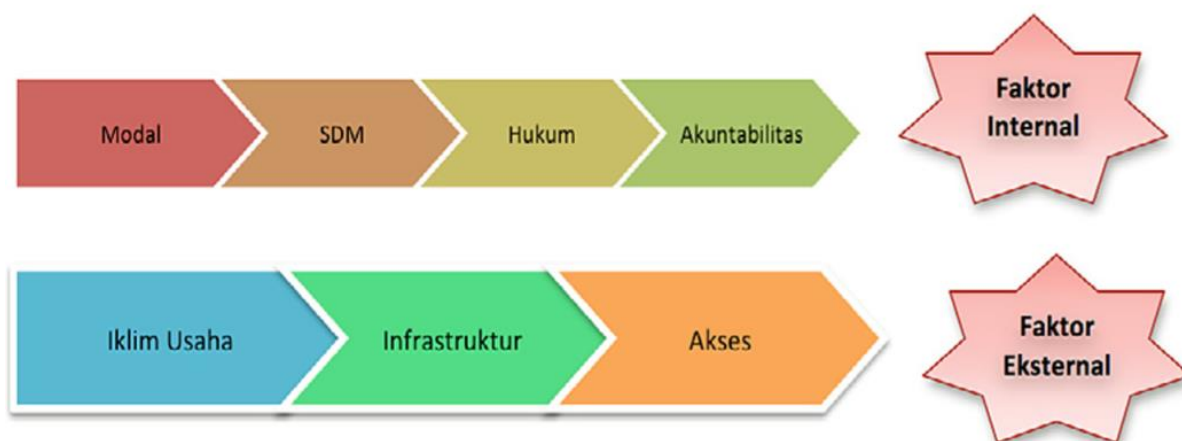 Modal
SDM
Hukum
Akuntabilitas
Faktor
Internal
Iklim Usaha
Infrastruktur
Akses
Faktor
Eksternal